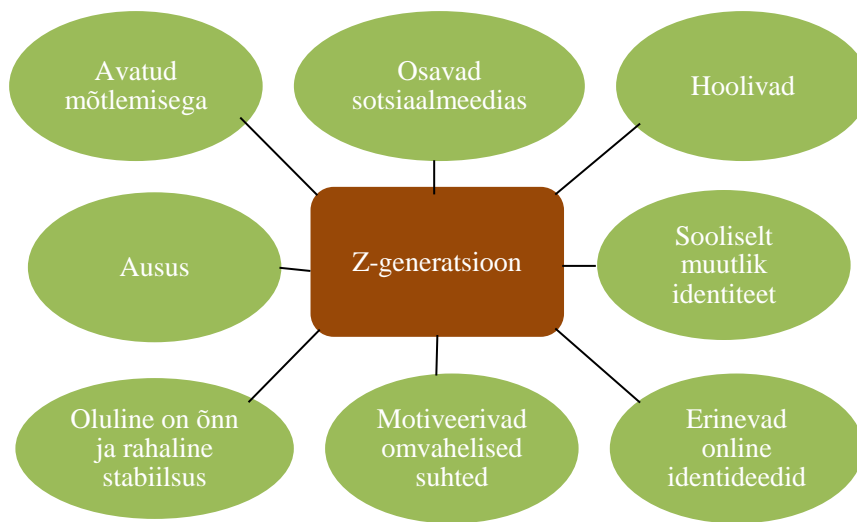 Avatud
mõtlemisega
Osavad
sotsiaalmeedias
Hoolivad
Ausus
Z-generatsioon
Sooliselt
muutlik
identiteet
Oluline on õnn
ja rahaline
stabiilsus
Motiveerivad
omvahelised
suhted
Erinevad
online
identideedid